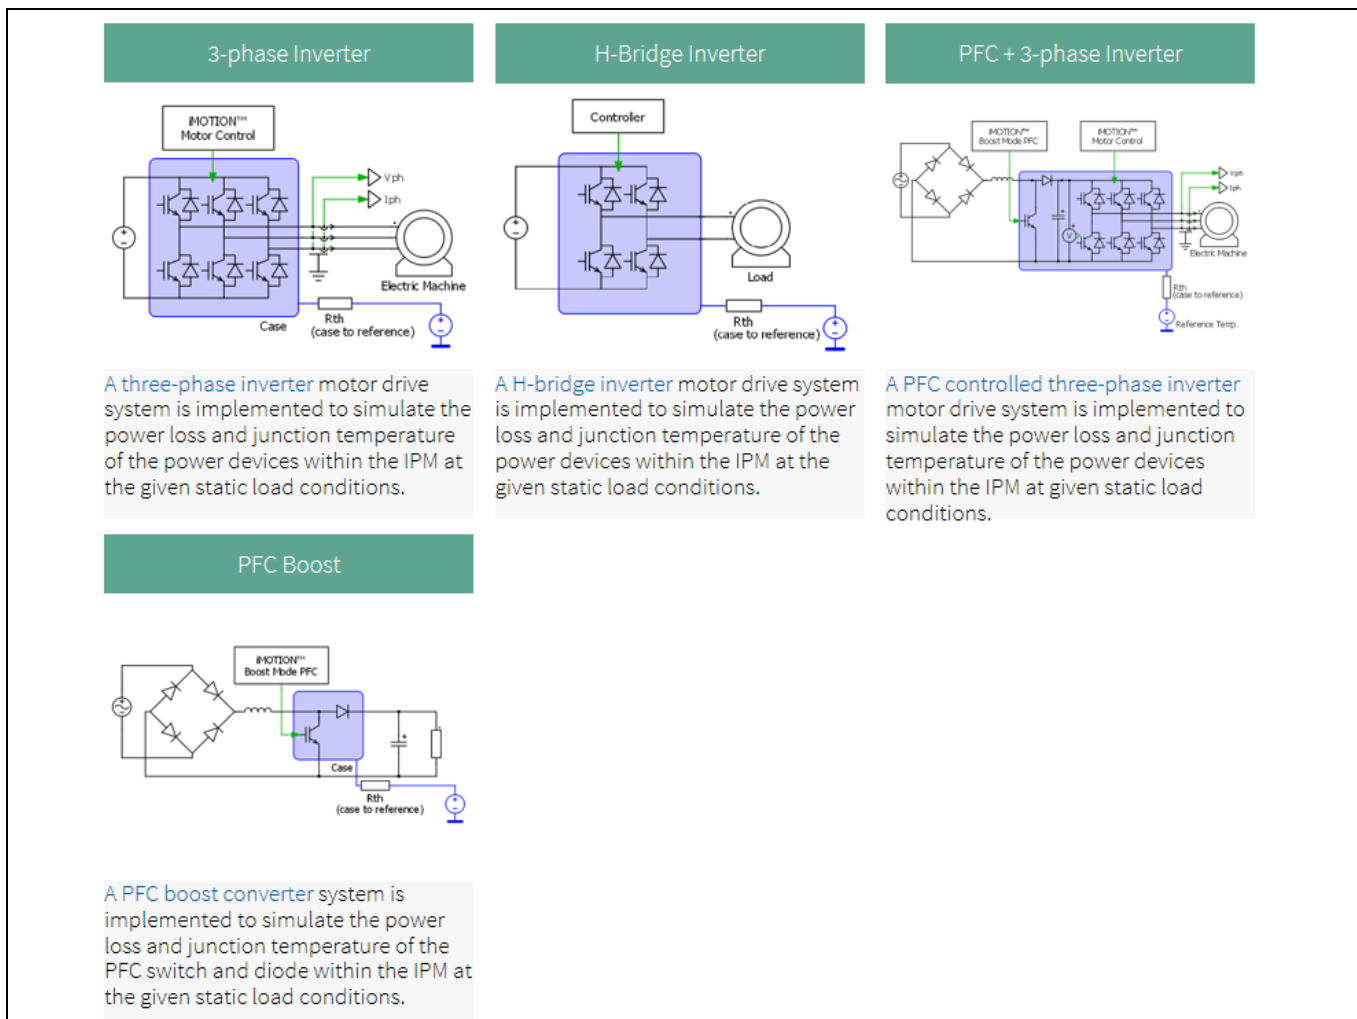 3-phase Inverter
H-Bridge Inverter
PFC + 3-phase Inverter
iMOTION™
Motor Control
Vph
Iph
+
−
Electric Machine
Case
Rth
(case to reference)
+
−
Controller
+
−
Load
Rth
(case to reference)
+
−
iMOTION™
Boost Mode PFC
iMOTION™
Motor Control
Vph
Iph
+
V
Electric Machine
Rth
(case to reference)
+
−
Reference Temp.
A three-phase inverter motor drive
system is implemented to simulate the
power loss and junction temperature
of the power devices within the IPM at
the given static load conditions.
A H-bridge inverter motor drive system
is implemented to simulate the power
loss and junction temperature of the
power devices within the IPM at the
given static load conditions.
A PFC controlled three-phase inverter
motor drive system is implemented to
simulate the power loss and junction
temperature of the power devices
within the IPM at given static load
conditions.
PFC Boost
iMOTION™
Boost Mode PFC
+
Case
Rth
(case to reference)
+
−
A PFC boost converter system is
implemented to simulate the power
loss and junction temperature of the
PFC switch and diode within the IPM at
the given static load conditions.